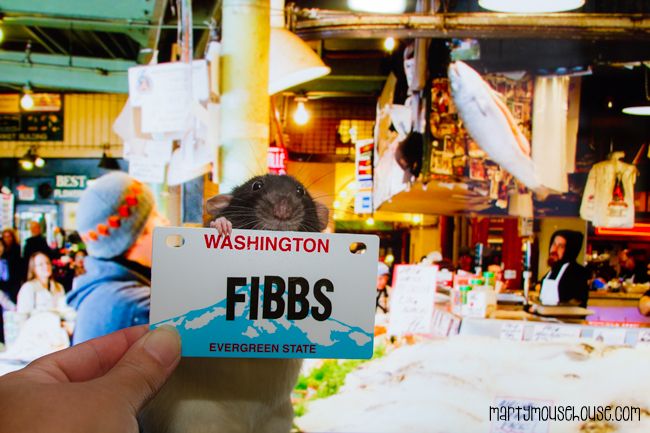 BEST
WASHINGTON
FIBBS
EVERGREEN STATE
MARTYMOUSEHOUSE.COM